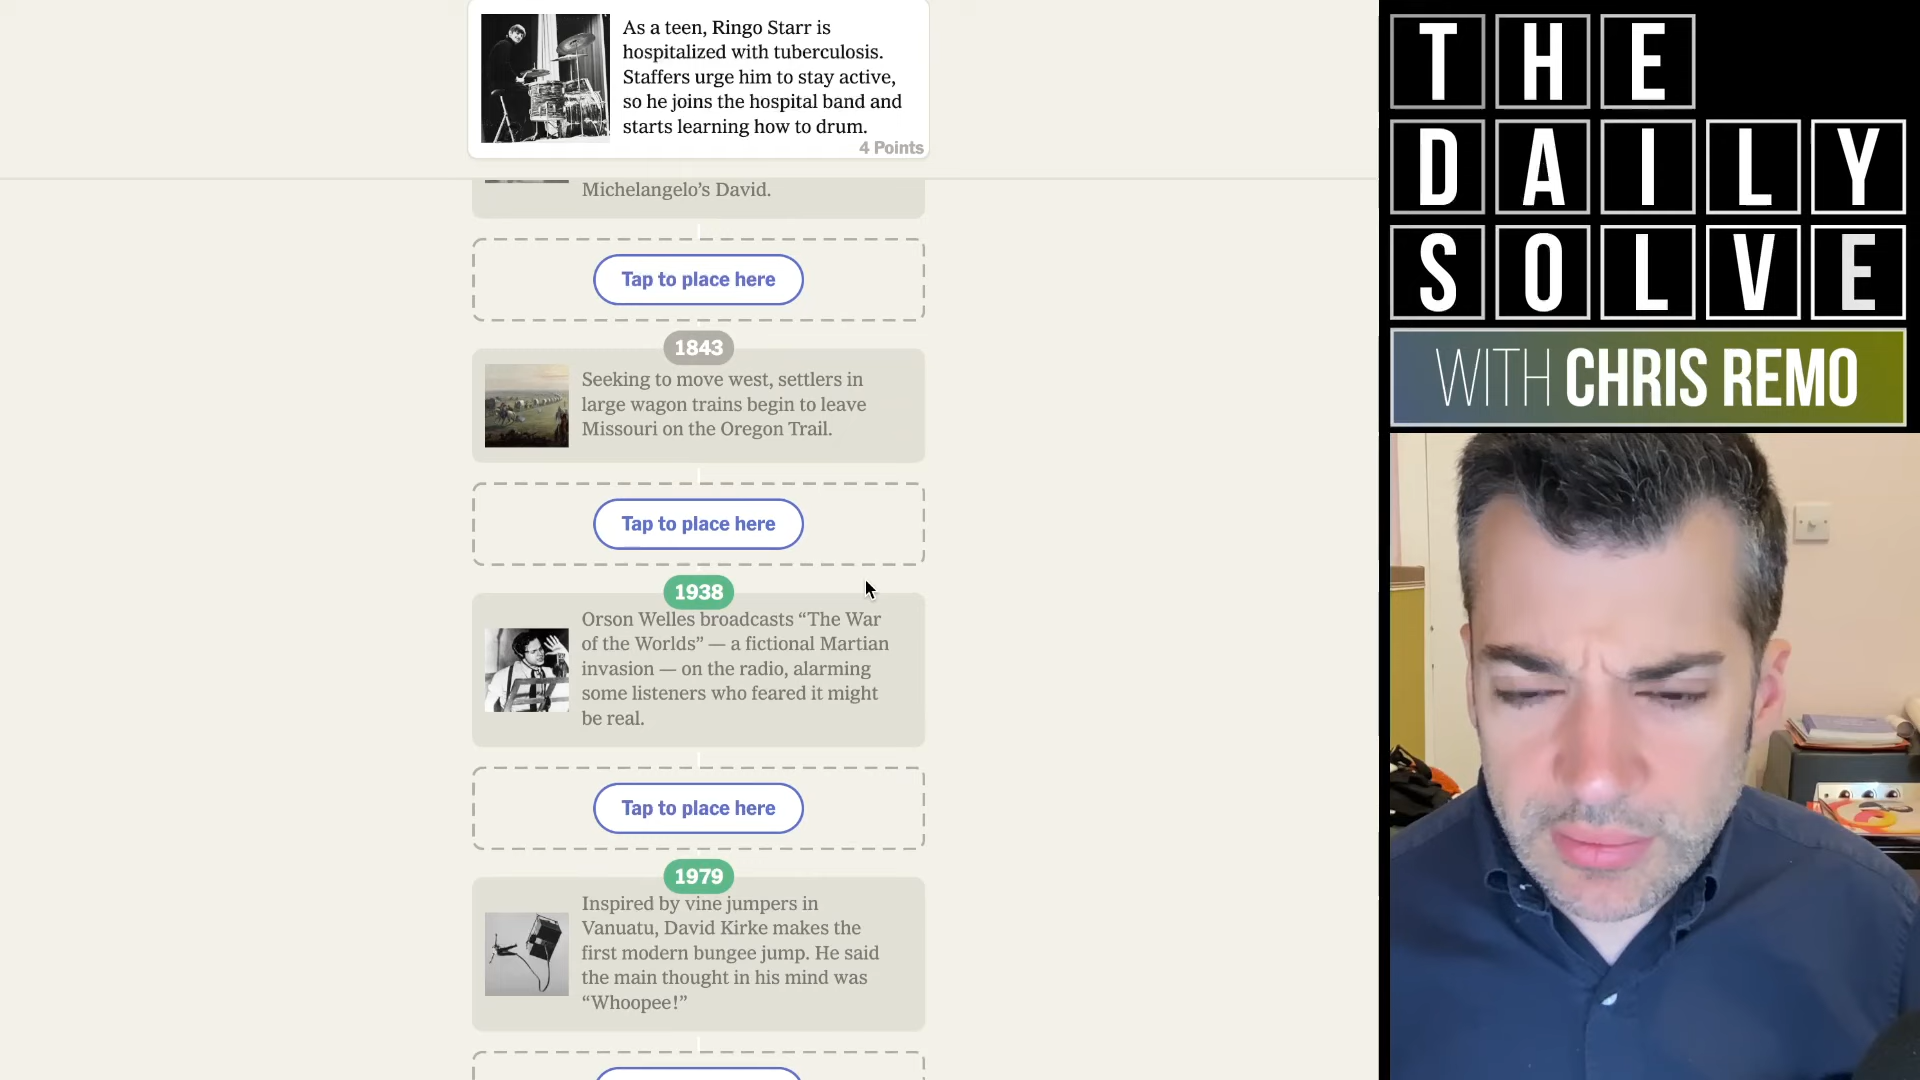 As a teen, Ringo Starr is
hospitalized with tuberculosis.
Staffers urge him to stay active,
so he joins the hospital band and
starts learning how to drum.
4 Points
Michelangelo’s David.
Tap to place here
1843
Seeking to move west, settlers in
large wagon trains begin to leave
Missouri on the Oregon Trail.
Tap to place here
1938
Orson Welles broadcasts “The War
of the Worlds” — a fictional Martian
invasion — on the radio, alarming
some listeners who feared it might
be real.
Tap to place here
1979
Inspired by vine jumpers in
Vanuatu, David Kirke makes the
first modern bungee jump. He said
the main thought in his mind was
“Whoopee!”
THE
DAILY
SOLVE
WITH CHRIS REMO